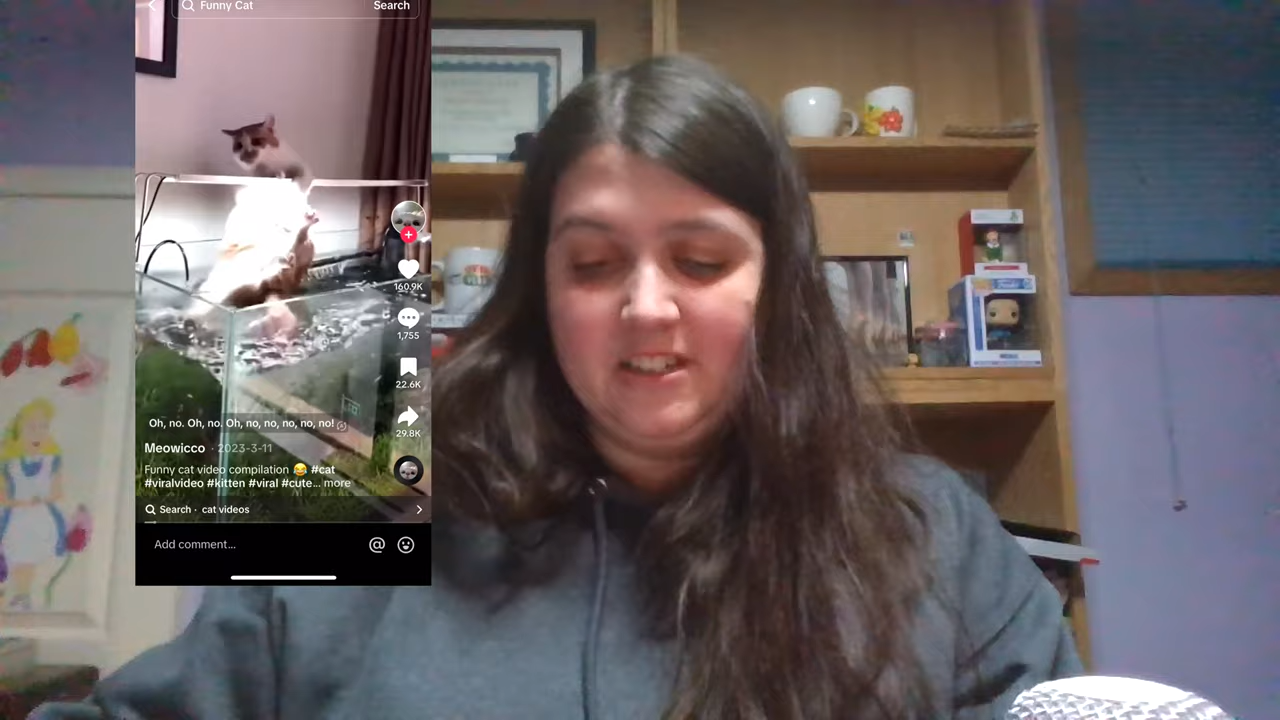 Funny Cat
Search
160.9K
1,755
22.6K
Oh, no. Oh, no. Oh, no, no, no, no, no!
29.8K
Meowicco · 2023-3-11
Funny cat video compilation 😂 #cat
#viralvideo #kitten #viral #cute... more
Search · cat videos
Add comment...